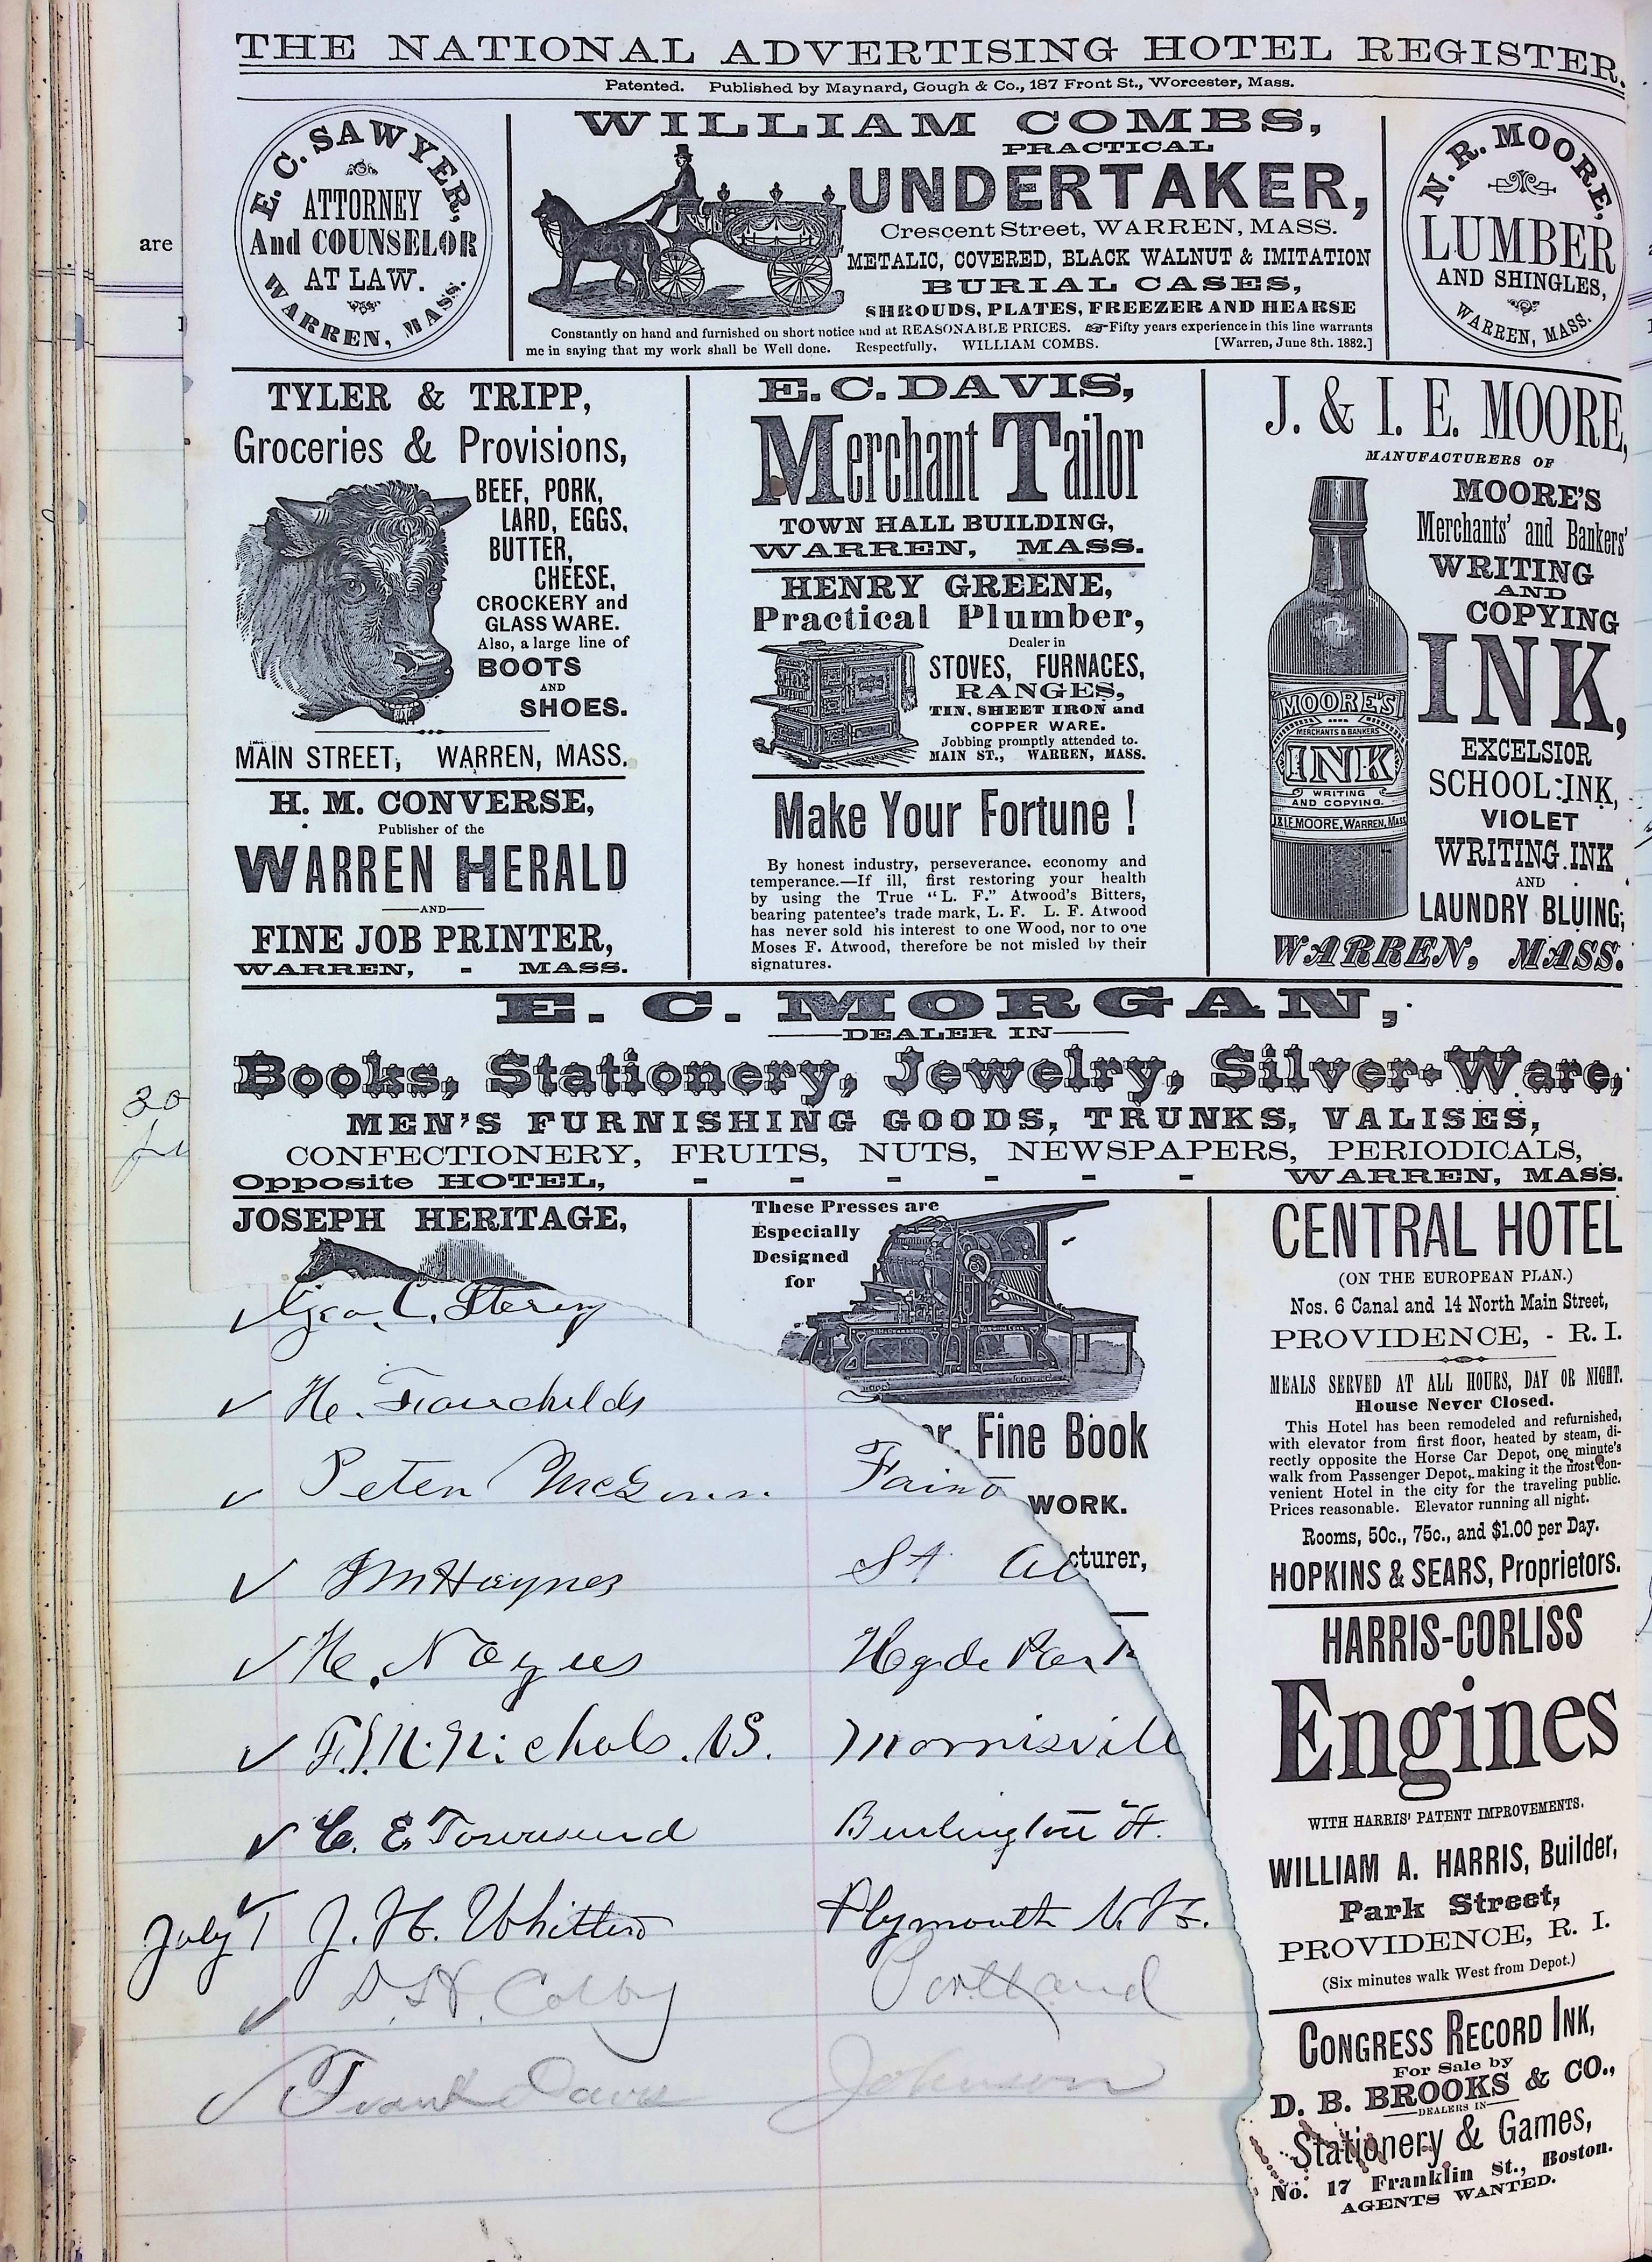 THE NATIONAL ADVERTISING HOTEL REGISTER.
Patented. Published by Maynard, Gough & Co., 187 Front St., Worcester, Mass.
E. C. SAWYER,
ATTORNEY
And COUNSELOR
AT LAW.
WARREN, MASS.
WILLIAM COMBS,
PRACTICAL
UNDERTAKER,
Crescent Street, WARREN, MASS.
METALIC, COVERED, BLACK WALNUT & IMITATION
BURIAL CASES,
SHROUDS, PLATES, FREEZER AND HEARSE
Constantly on hand and furnished on short notice and at REASONABLE PRICES. ☞Fifty years experience in this line warrants
me in saying that my work shall be Well done. Respectfully, WILLIAM COMBS. [Warren, June 8th. 1882.]
N. R. MOORE,
LUMBER
AND SHINGLES,
WARREN, MASS.
are
TYLER & TRIPP,
Groceries & Provisions,
BEEF, PORK,
LARD, EGGS,
BUTTER,
CHEESE,
CROCKERY and
GLASS WARE.
Also, a large line of
BOOTS
AND
SHOES.
MAIN STREET, WARREN, MASS.
H. M. CONVERSE,
Publisher of the
WARREN HERALD
AND
FINE JOB PRINTER,
WARREN, - MASS.
E. C. DAVIS,
Merchant Tailor
TOWN HALL BUILDING,
WARREN, MASS.
HENRY GREENE,
Practical Plumber,
Dealer in
STOVES, FURNACES,
RANGES,
TIN, SHEET IRON and
COPPER WARE.
Jobbing promptly attended to.
MAIN ST., WARREN, MASS.
Make Your Fortune !
By honest industry, perseverance. economy and
temperance.—If ill, first restoring your health
by using the True "L. F." Atwood's Bitters,
bearing patentee's trade mark, L. F. L. F. Atwood
has never sold his interest to one Wood, nor to one
Moses F. Atwood, therefore be not misled by their
signatures.
J. & I. E. MOORE,
MANUFACTURERS OF
MOORE'S
Merchants' and Bankers'
WRITING
AND
COPYING
INK,
EXCELSIOR
SCHOOL INK,
VIOLET
WRITING INK
AND
LAUNDRY BLUING,
WARREN, MASS.
MOORE'S
MERCHANTS & BANKERS
INK
WRITING
AND COPYING.
J&I.E.MOORE, WARREN, Mass
E. C. MORGAN,
DEALER IN
Books, Stationery, Jewelry, Silver-Ware,
MEN'S FURNISHING GOODS, TRUNKS, VALISES,
CONFECTIONERY, FRUITS, NUTS, NEWSPAPERS, PERIODICALS,
Opposite HOTEL, - - - - - - WARREN, MASS.
30
JOSEPH HERITAGE,
These Presses are
Especially
Designed
for
Fine Book
WORK.
cturer,
CENTRAL HOTEL
(ON THE EUROPEAN PLAN.)
Nos. 6 Canal and 14 North Main Street,
PROVIDENCE, - R. I.
MEALS SERVED AT ALL HOURS, DAY OR NIGHT.
House Never Closed.
This Hotel has been remodeled and refurnished,
with elevator from first floor, heated by steam, di-
rectly opposite the Horse Car Depot, one minute's
walk from Passenger Depot, making it the most con-
venient Hotel in the city for the traveling public.
Prices reasonable. Elevator running all night.
Rooms, 50c., 75c., and $1.00 per Day.
HOPKINS & SEARS, Proprietors.
HARRIS-CORLISS
Engines
WITH HARRIS' PATENT IMPROVEMENTS.
WILLIAM A. HARRIS, Builder,
Park Street,
PROVIDENCE, R. I.
(Six minutes walk West from Depot.)
CONGRESS RECORD INK,
For Sale by
D. B. BROOKS & CO.,
DEALERS IN
Stationery & Games,
No. 17 Franklin St., Boston.
AGENTS WANTED.
✓ Geo. C.
✓ H. Fairchilds
✓ Peter
✓ Haynes St
✓ H. Noyes Hyde Park
✓ Nichols Morrisvill
✓ C. E Townsend Burlington Vt.
July 1 ✓ J. H. Whitten Plymouth N. H.
✓ Colby Portland
✓ Frank Davis Johnson